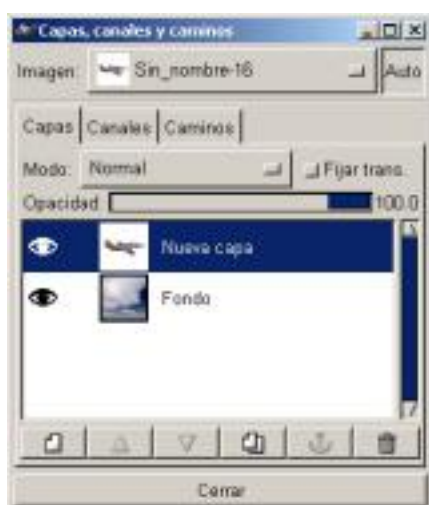 Capas, canales y caminos
Imagen: Sin_nombre-16 Auto
Capas Canales Caminos
Modo: Normal Fijar trans.
Opacidad: 100.0
Nueva capa
Fondo
Cerrar